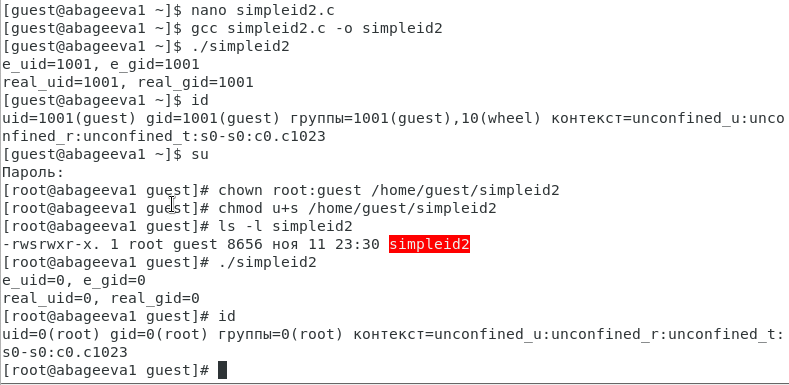 [guest@abageeva1 ~]$ nano simpleid2.c
[guest@abageeva1 ~]$ gcc simpleid2.c -o simpleid2
[guest@abageeva1 ~]$ ./simpleid2
e_uid=1001, e_gid=1001
real_uid=1001, real_gid=1001
[guest@abageeva1 ~]$ id
uid=1001(guest) gid=1001(guest) группы=1001(guest),10(wheel) контекст=unconfined_u:unco
nfined_r:unconfined_t:s0-s0:c0.c1023
[guest@abageeva1 ~]$ su
Пароль:
[root@abageeva1 guest]# chown root:guest /home/guest/simpleid2
[root@abageeva1 guest]# chmod u+s /home/guest/simpleid2
[root@abageeva1 guest]# ls -l simpleid2
-rwsrwxr-x. 1 root guest 8656 ноя 11 23:30 simpleid2
[root@abageeva1 guest]# ./simpleid2
e_uid=0, e_gid=0
real_uid=0, real_gid=0
[root@abageeva1 guest]# id
uid=0(root) gid=0(root) группы=0(root) контекст=unconfined_u:unconfined_r:unconfined_t:
s0-s0:c0.c1023
[root@abageeva1 guest]#